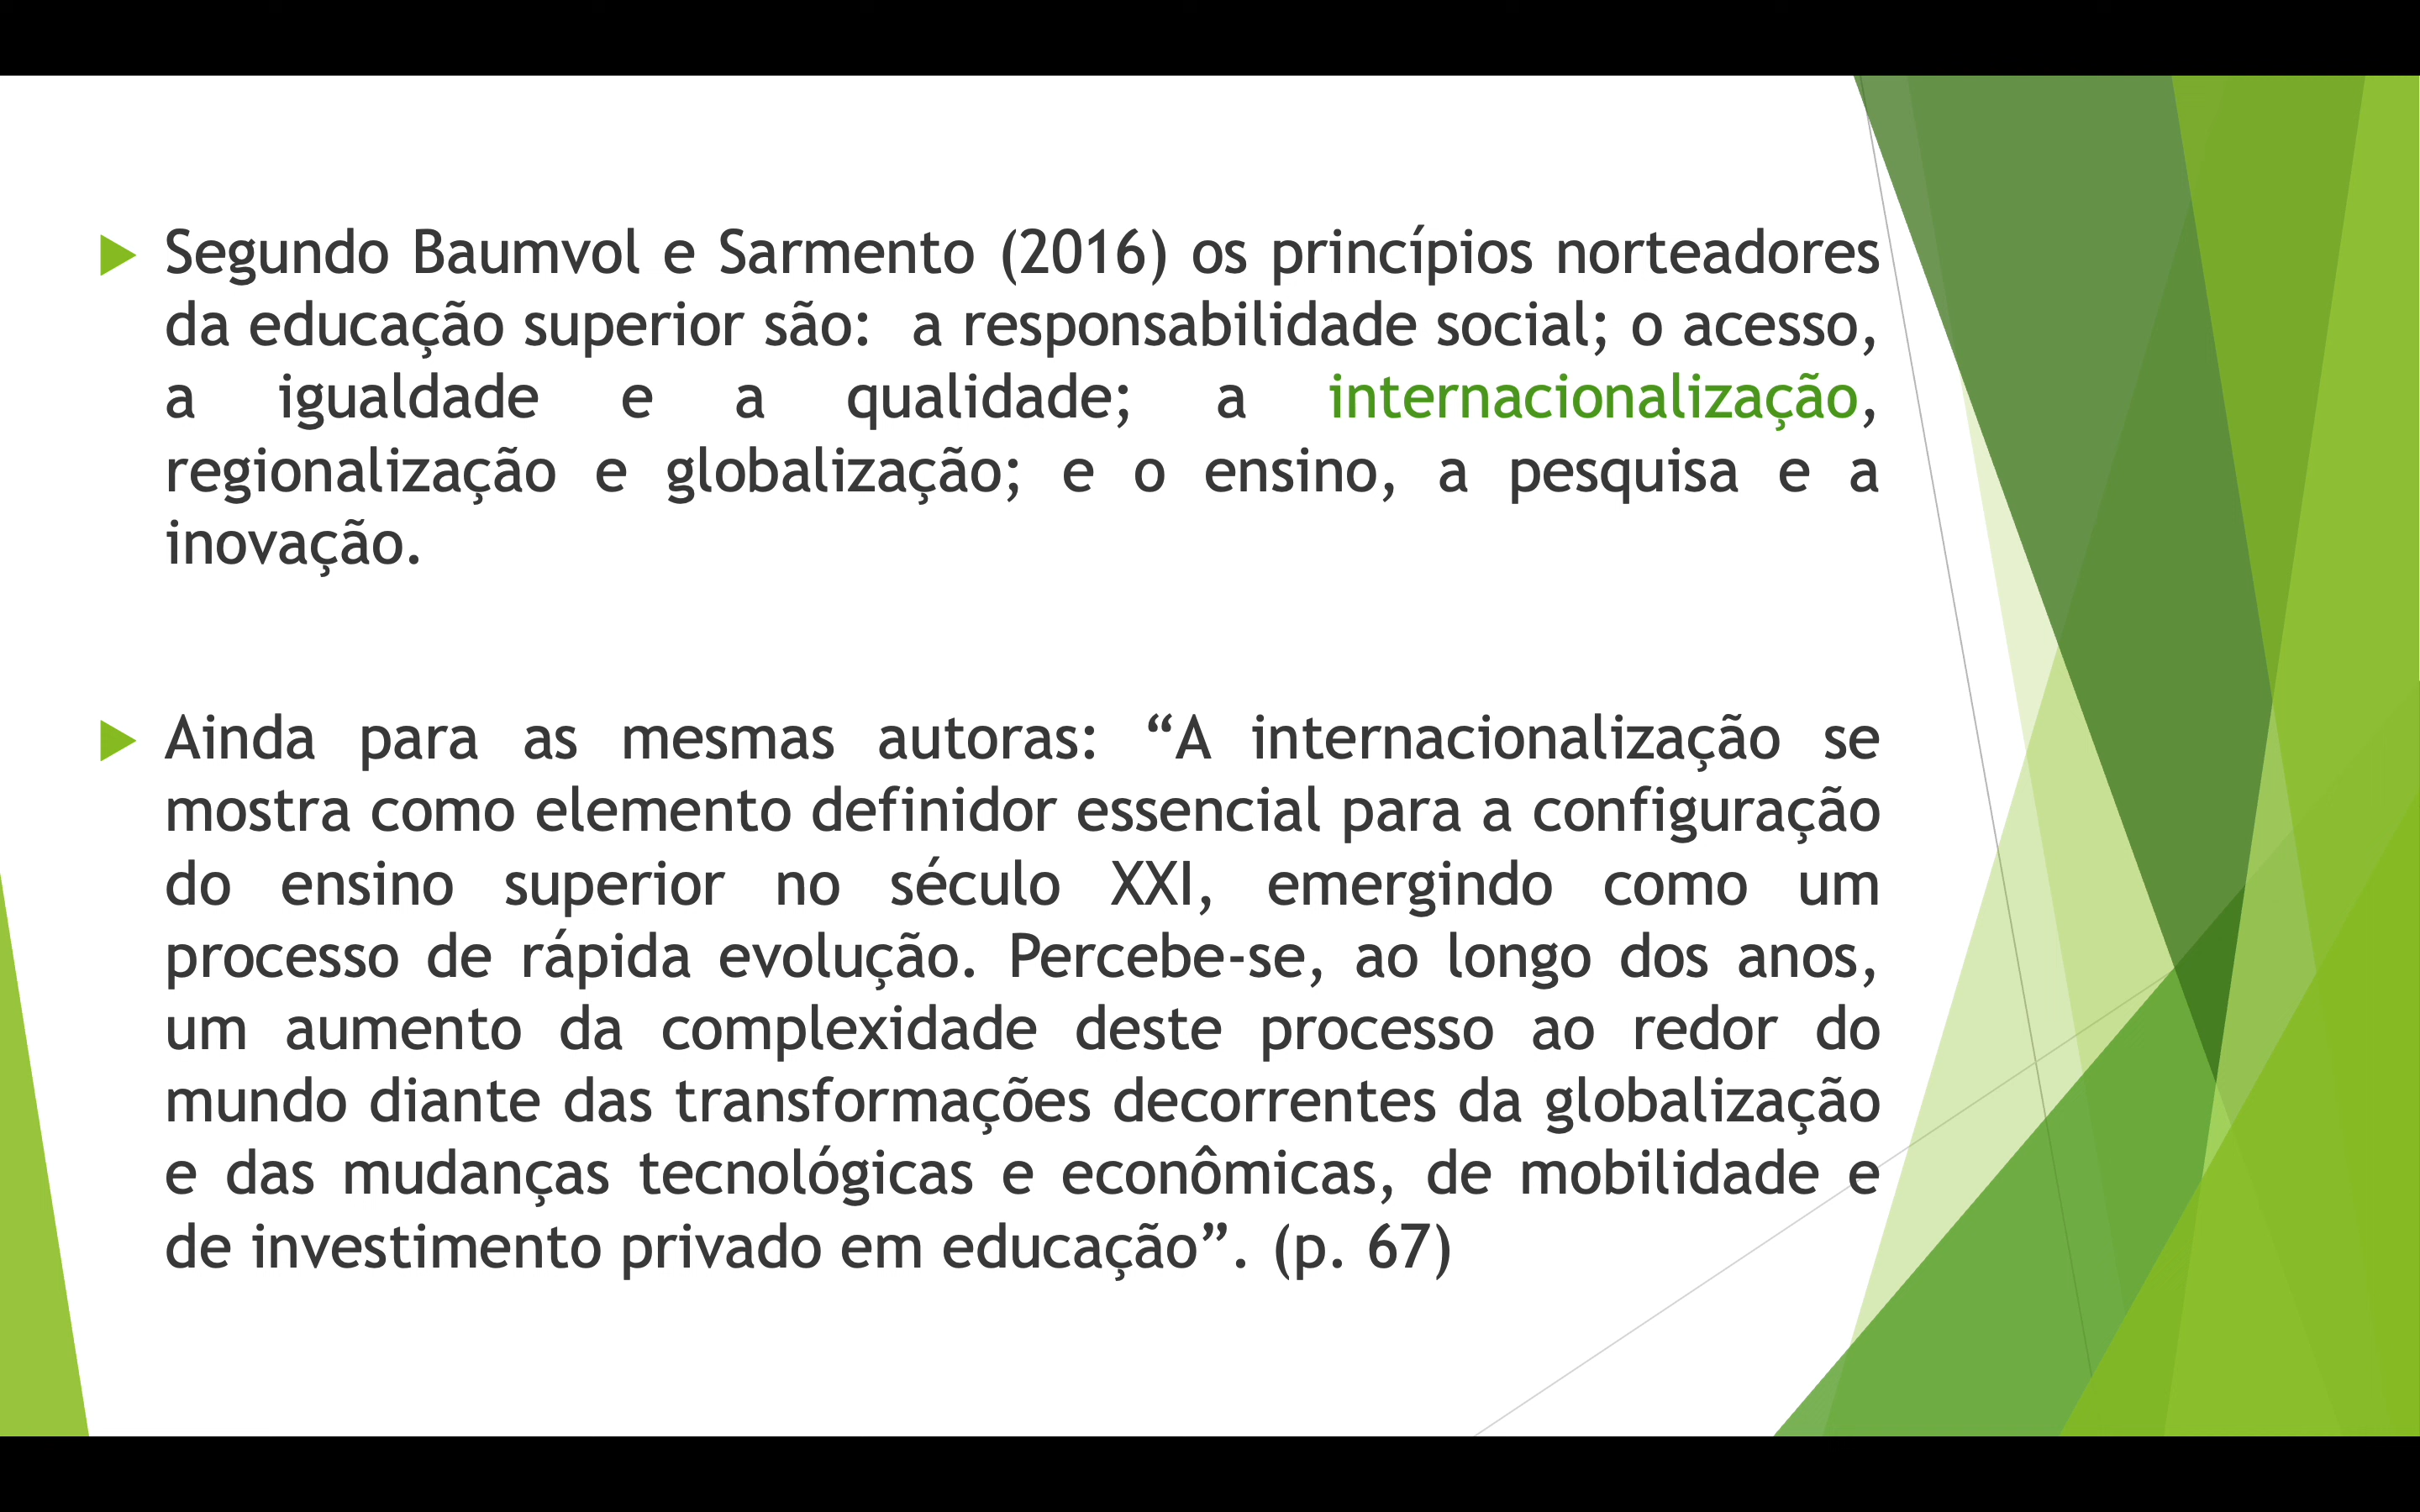 Segundo Baumvol e Sarmento (2016) os princípios norteadores
da educação superior são: a responsabilidade social; o acesso,
a igualdade e a qualidade; a internacionalização,
regionalização e globalização; e o ensino, a pesquisa e a
inovação.
Ainda para as mesmas autoras: “A internacionalização se
mostra como elemento definidor essencial para a configuração
do ensino superior no século XXI, emergindo como um
processo de rápida evolução. Percebe-se, ao longo dos anos,
um aumento da complexidade deste processo ao redor do
mundo diante das transformações decorrentes da globalização
e das mudanças tecnológicas e econômicas, de mobilidade e
de investimento privado em educação”. (p. 67)